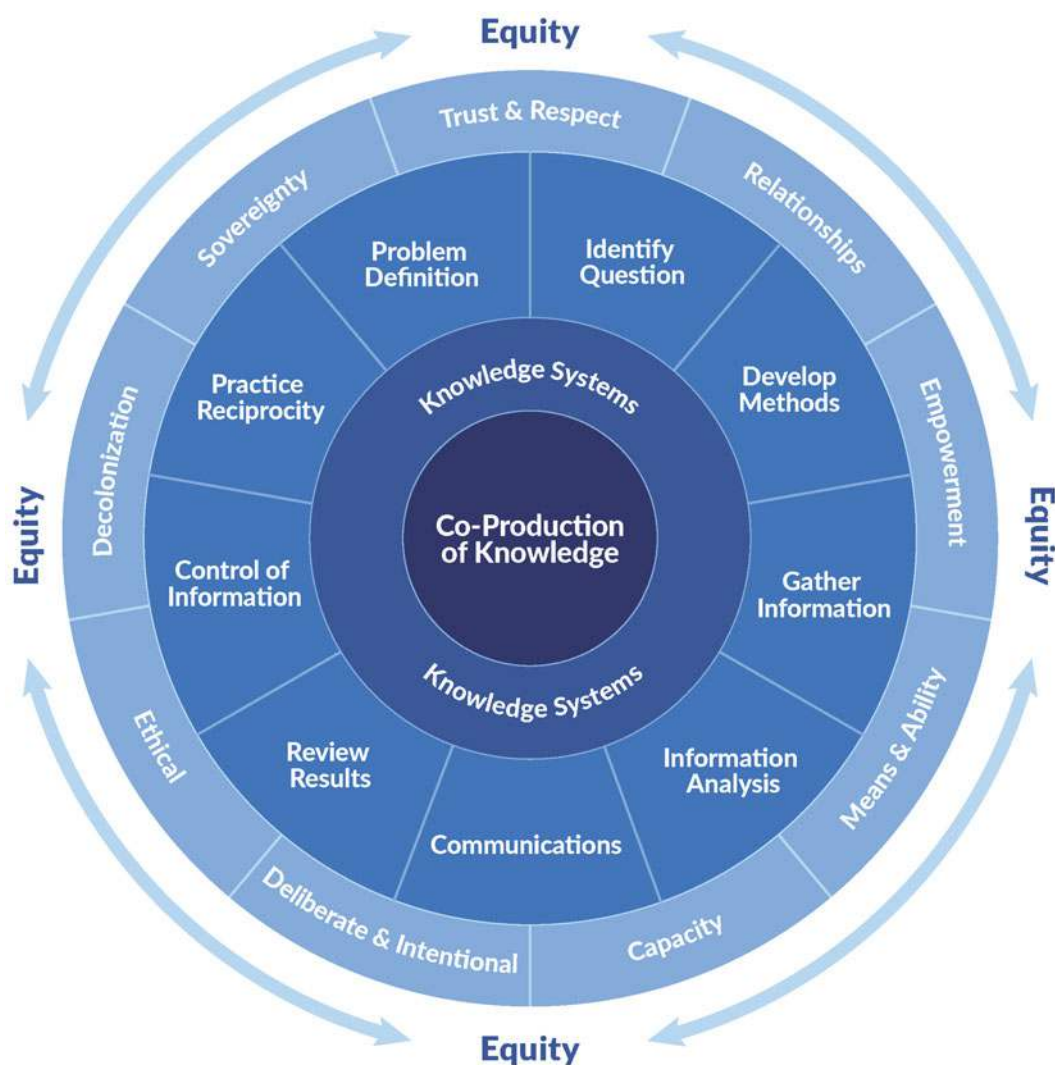 Equity
Trust & Respect
Relationships
Empowerment
Means & Ability
Capacity
Deliberate & Intentional
Ethical
Decolonization
Sovereignty
Equity
Equity
Equity
Problem
Definition
Identify
Question
Develop
Methods
Gather
Information
Information
Analysis
Communications
Review
Results
Control of
Information
Practice
Reciprocity
Knowledge Systems
Co-Production
of Knowledge
Knowledge Systems